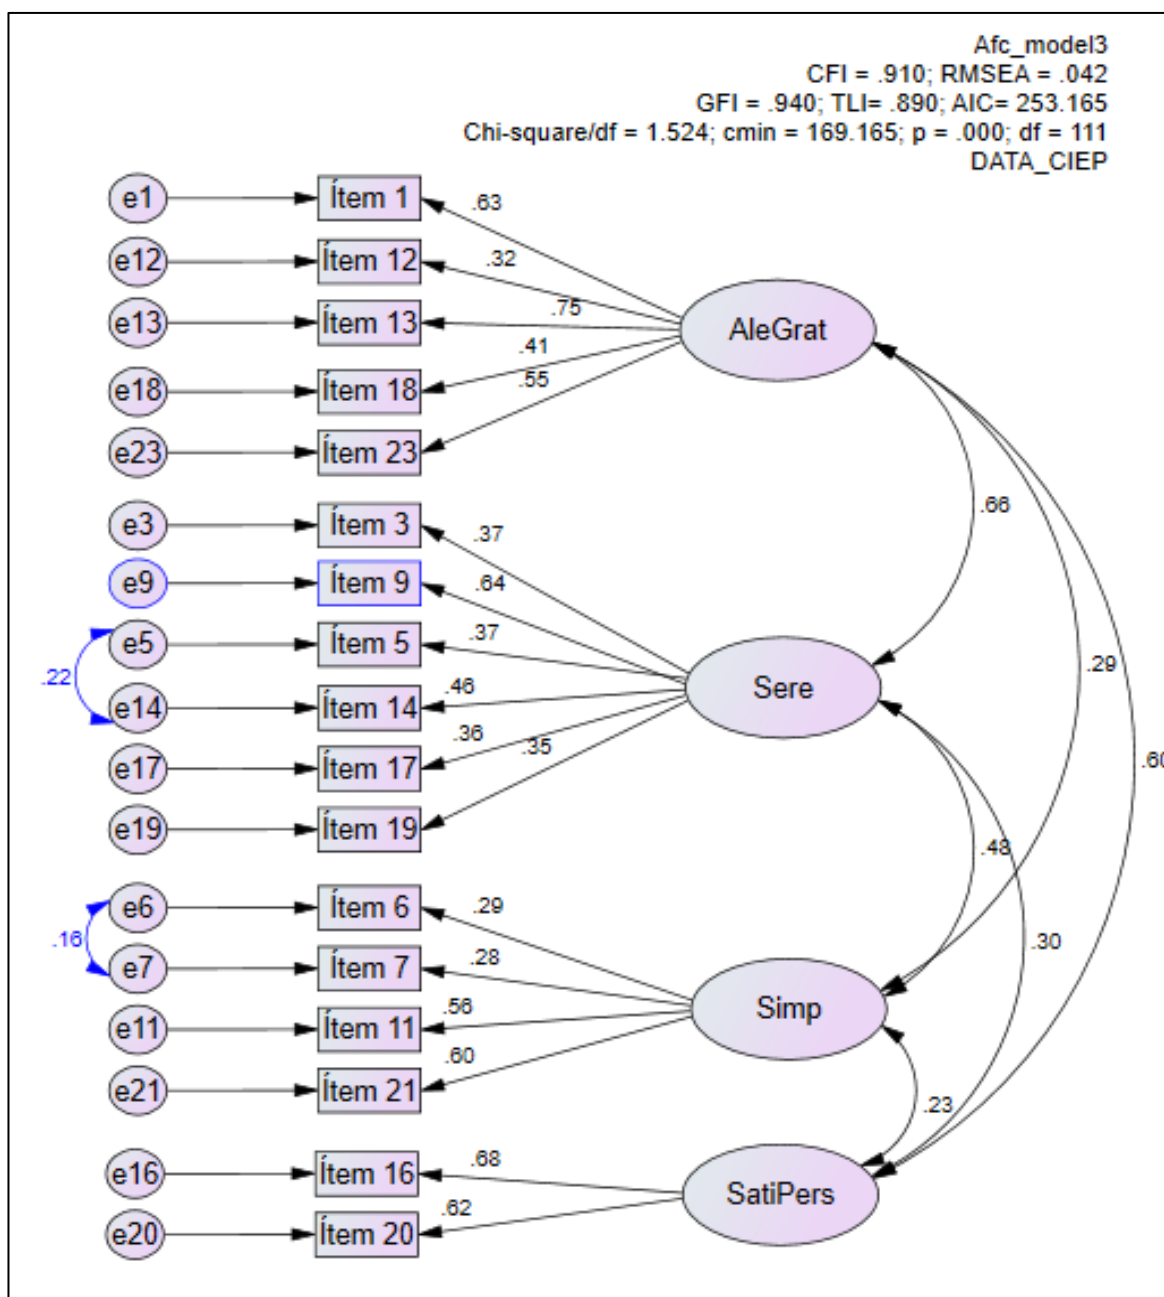 Afc_model3
CFI = .910; RMSEA = .042
GFI = .940; TLI= .890; AIC= 253.165
Chi-square/df = 1.524; cmin = 169.165; p = .000; df = 111
DATA_CIEP
e1 Ítem 1 .63
e12 Ítem 12 .32
e13 Ítem 13 .75 AleGrat
e18 Ítem 18 .41
e23 Ítem 23 .55
.66
e3 Ítem 3 .37
e9 Ítem 9 .64
e5 Ítem 5 .37
.22 .29
e14 Ítem 14 .46 Sere
e17 Ítem 17 .36 .60
e19 Ítem 19 .35
.48
e6 Ítem 6 .29
.16 .30
e7 Ítem 7 .28
e11 Ítem 11 .56 Simp
e21 Ítem 21 .60
.23
e16 Ítem 16 .68
SatiPers
e20 Ítem 20 .62